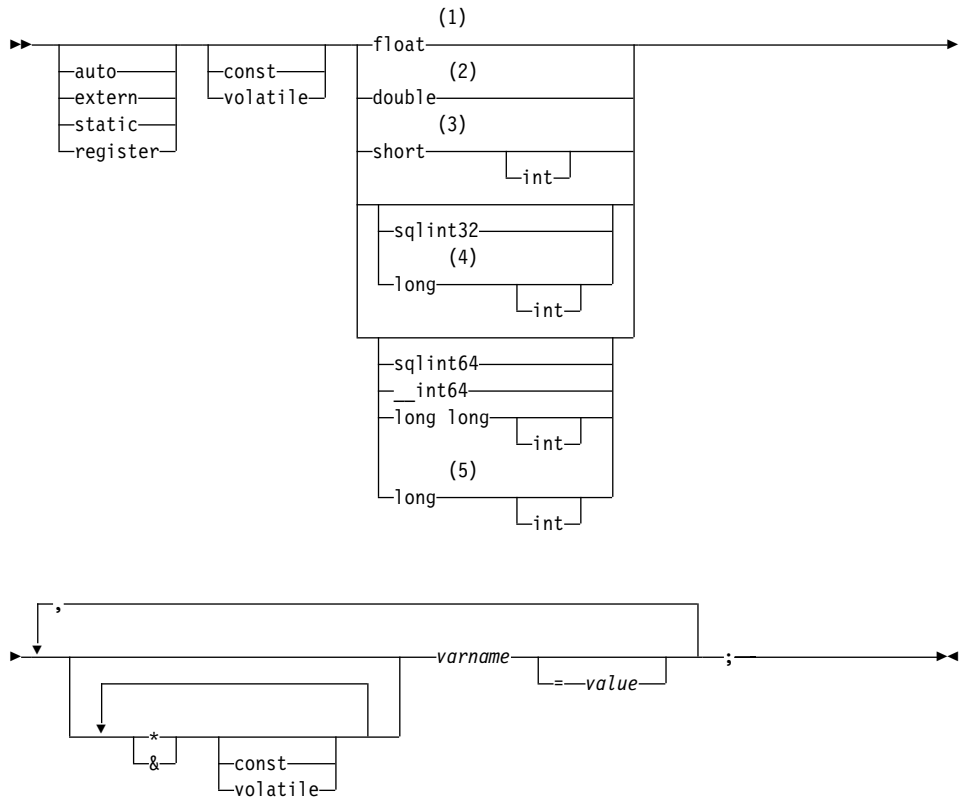 (1)
float
auto const (2)
extern volatile double
static (3)
register short
int
sqlint32
(4)
long
int
sqlint64
__int64
long long
int
(5)
long
int
,
varname ;
= value
*
& const
volatile